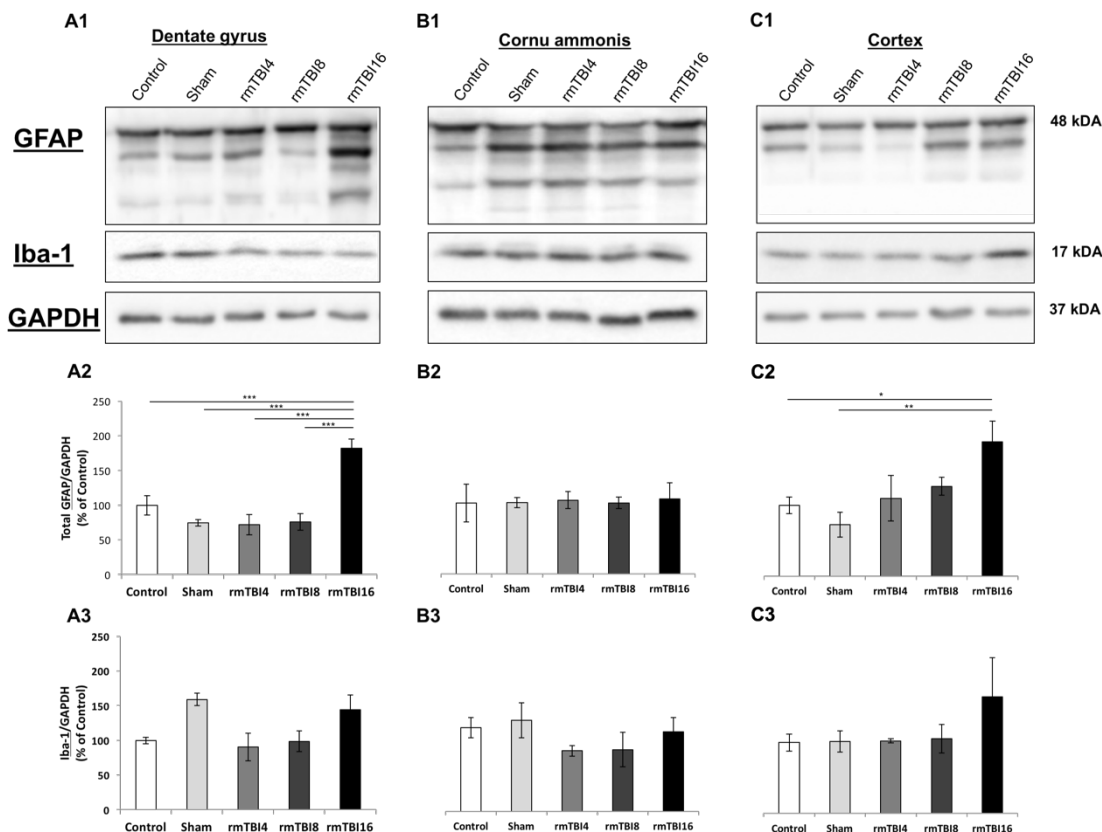 A1
B1
C1
Dentate gyrus
Cornu ammonis
Cortex
Control Sham rmTBI4 rmTBI8 rmTBI16
Control Sham rmTBI4 rmTBI8 rmTBI16
Control Sham rmTBI4 rmTBI8 rmTBI16
GFAP
48 kDA
Iba-1
17 kDA
GAPDH
37 kDA
A2
B2
C2
Total GFAP/GAPDH
(% of Control)
250
200
150
100
50
0
***
***
***
***
Control Sham rmTBI4 rmTBI8 rmTBI16
Control Sham rmTBI4 rmTBI8 rmTBI16
*
**
Control Sham rmTBI4 rmTBI8 rmTBI16
A3
B3
C3
Iba-1/GAPDH
(% of Control)
250
200
150
100
50
0
Control Sham rmTBI4 rmTBI8 rmTBI16
Control Sham rmTBI4 rmTBI8 rmTBI16
Control Sham rmTBI4 rmTBI8 rmTBI16